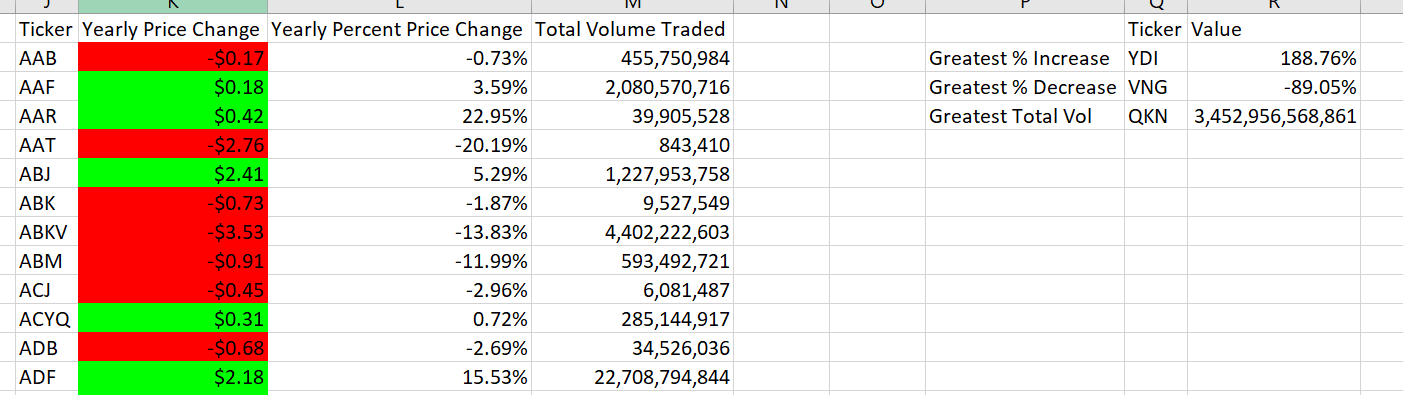 J K L M N O P Q R
Ticker Yearly Price Change Yearly Percent Price Change Total Volume Traded Ticker Value
AAB -$0.17 -0.73% 455,750,984 Greatest % Increase YDI 188.76%
AAF $0.18 3.59% 2,080,570,716 Greatest % Decrease VNG -89.05%
AAR $0.42 22.95% 39,905,528 Greatest Total Vol QKN 3,452,956,568,861
AAT -$2.76 -20.19% 843,410
ABJ $2.41 5.29% 1,227,953,758
ABK -$0.73 -1.87% 9,527,549
ABKV -$3.53 -13.83% 4,402,222,603
ABM -$0.91 -11.99% 593,492,721
ACJ -$0.45 -2.96% 6,081,487
ACYQ $0.31 0.72% 285,144,917
ADB -$0.68 -2.69% 34,526,036
ADF $2.18 15.53% 22,708,794,844